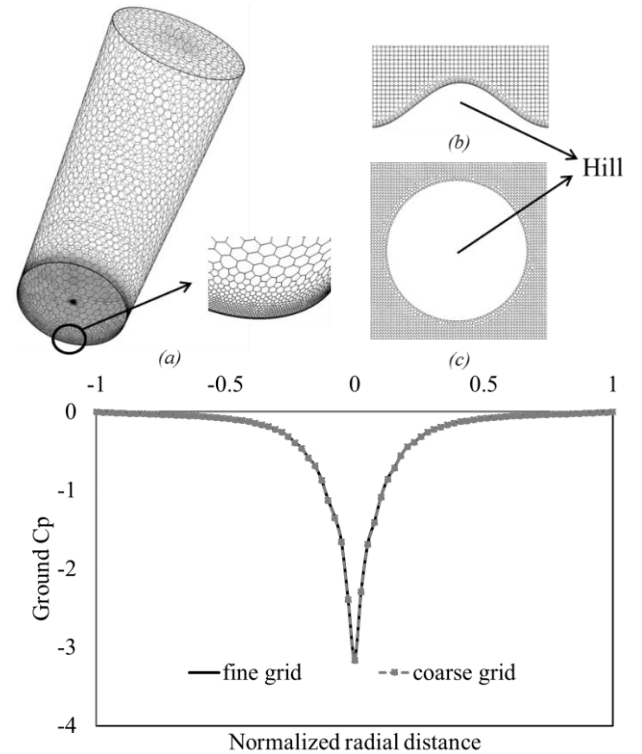 (b)
Hill
(a)
(c)
-1 -0.5 0 0.5 1
0
-1
-2
-3
-4
Ground Cp
fine grid coarse grid
Normalized radial distance